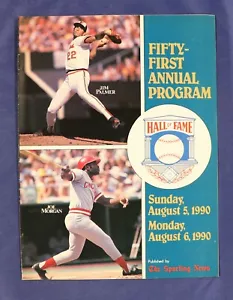 FIFTY-
FIRST
ANNUAL
PROGRAM
22
JIM
PALMER
HALL OF FAME
JOE
MORGAN
Sunday,
August 5, 1990
Monday,
August 6, 1990
Published by
The Sporting News